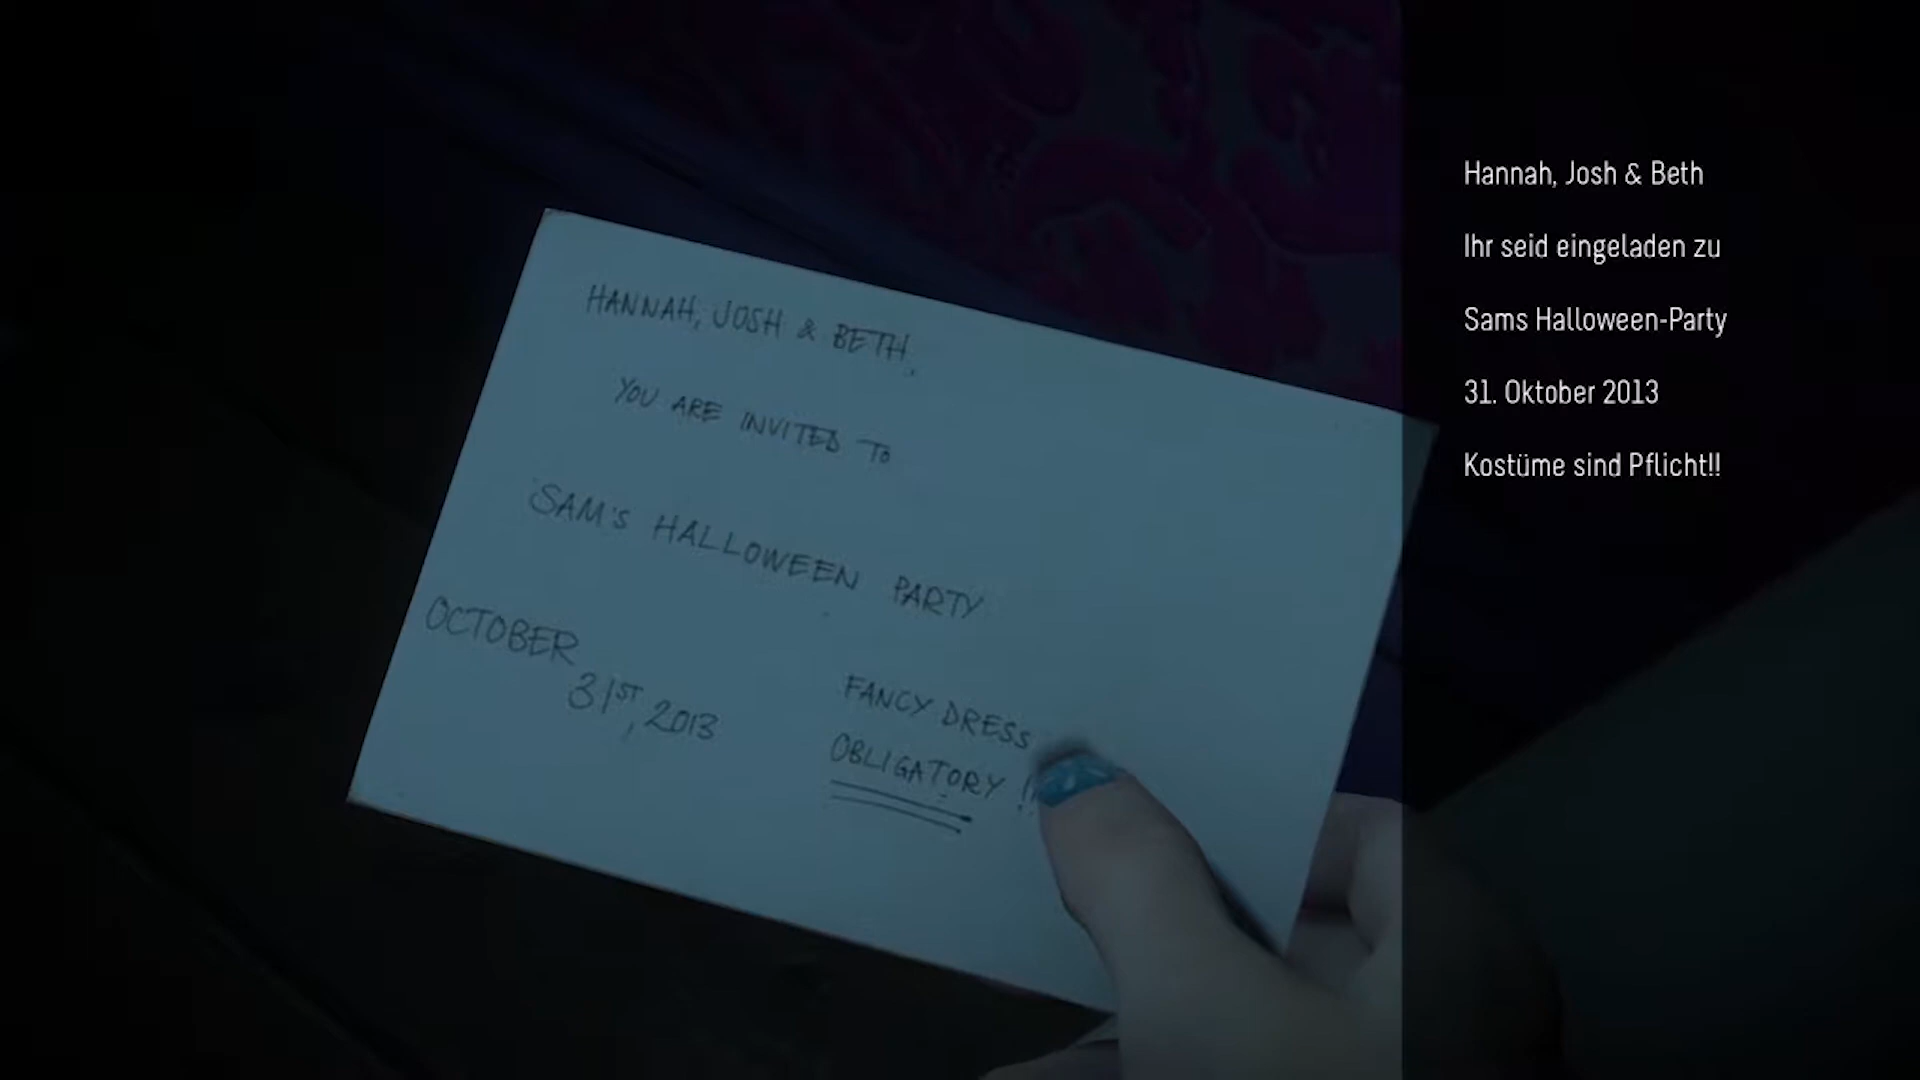 HANNAH, JOSH & BETH,
YOU ARE INVITED TO
SAM'S HALLOWEEN PARTY
OCTOBER
31ST, 2013
FANCY DRESS
OBLIGATORY !!
Hannah, Josh & Beth
Ihr seid eingeladen zu
Sams Halloween-Party
31. Oktober 2013
Kostüme sind Pflicht!!